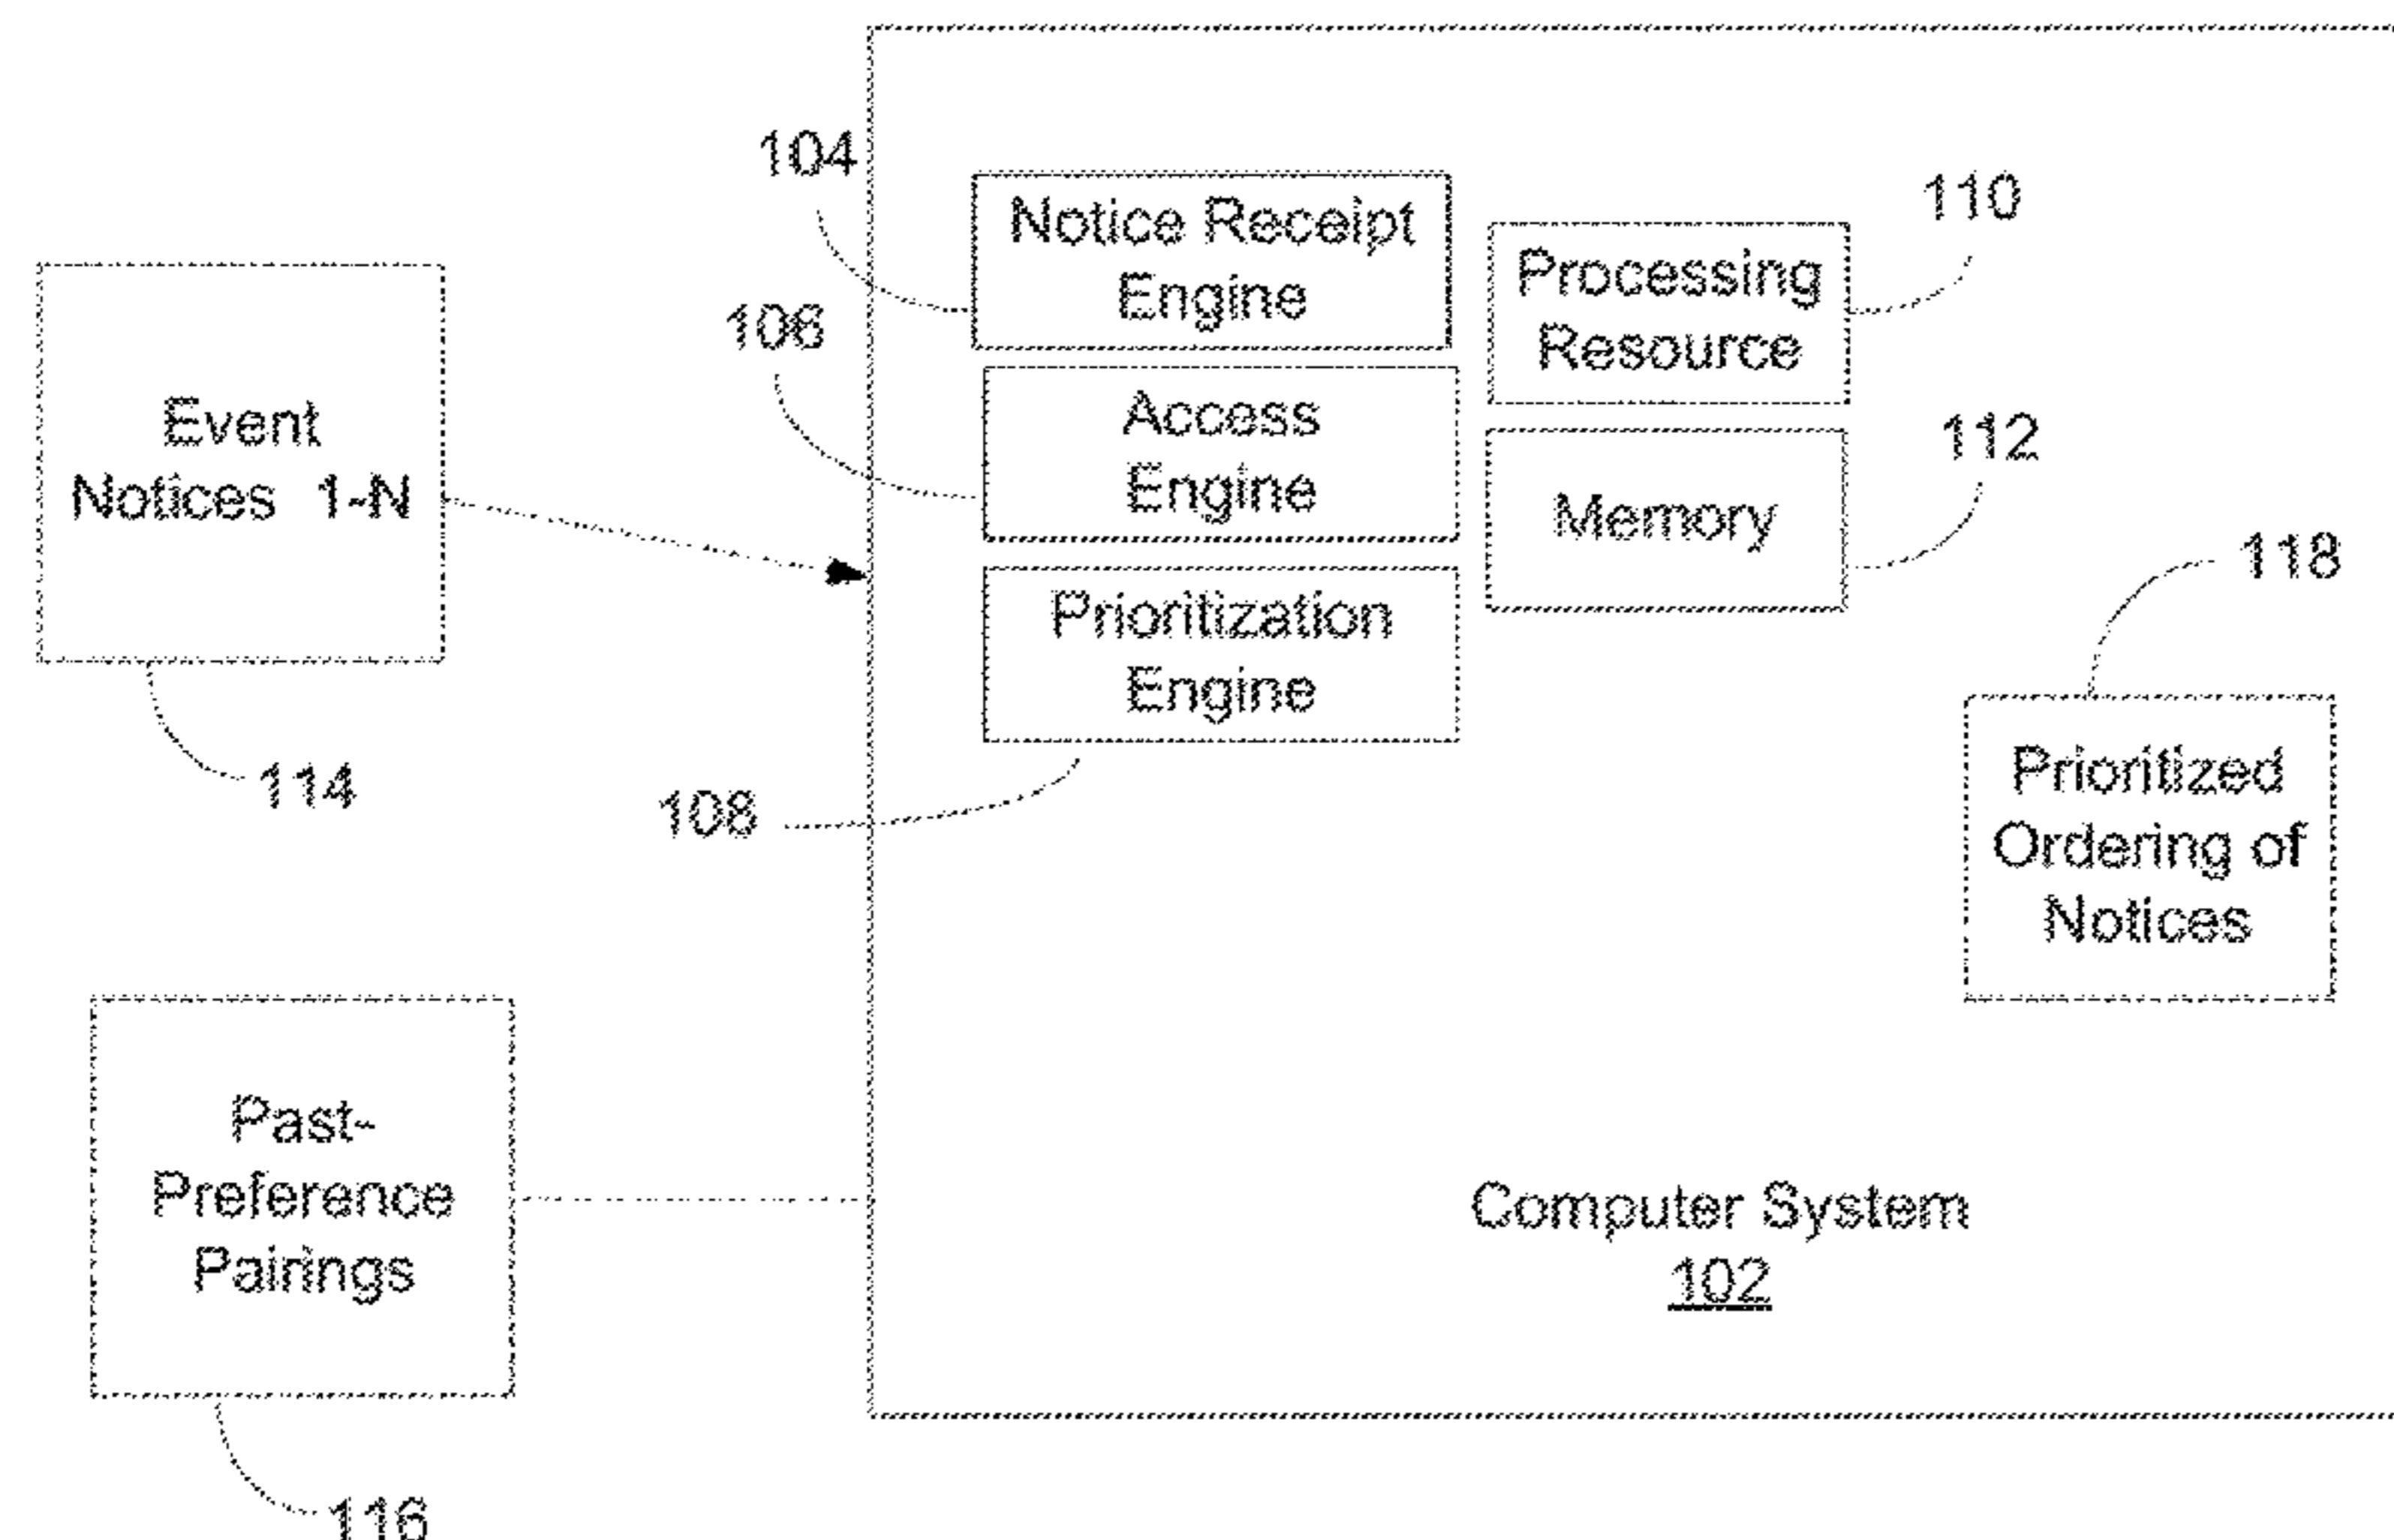 104
Notice Receipt
Engine
110
Processing
Resource
106
Access
Engine
Event
Notices 1-N
112
Memory
118
Prioritization
Engine
114
108
Prioritized
Ordering of
Notices
Past-
Preference
Pairings
Computer System
102
116